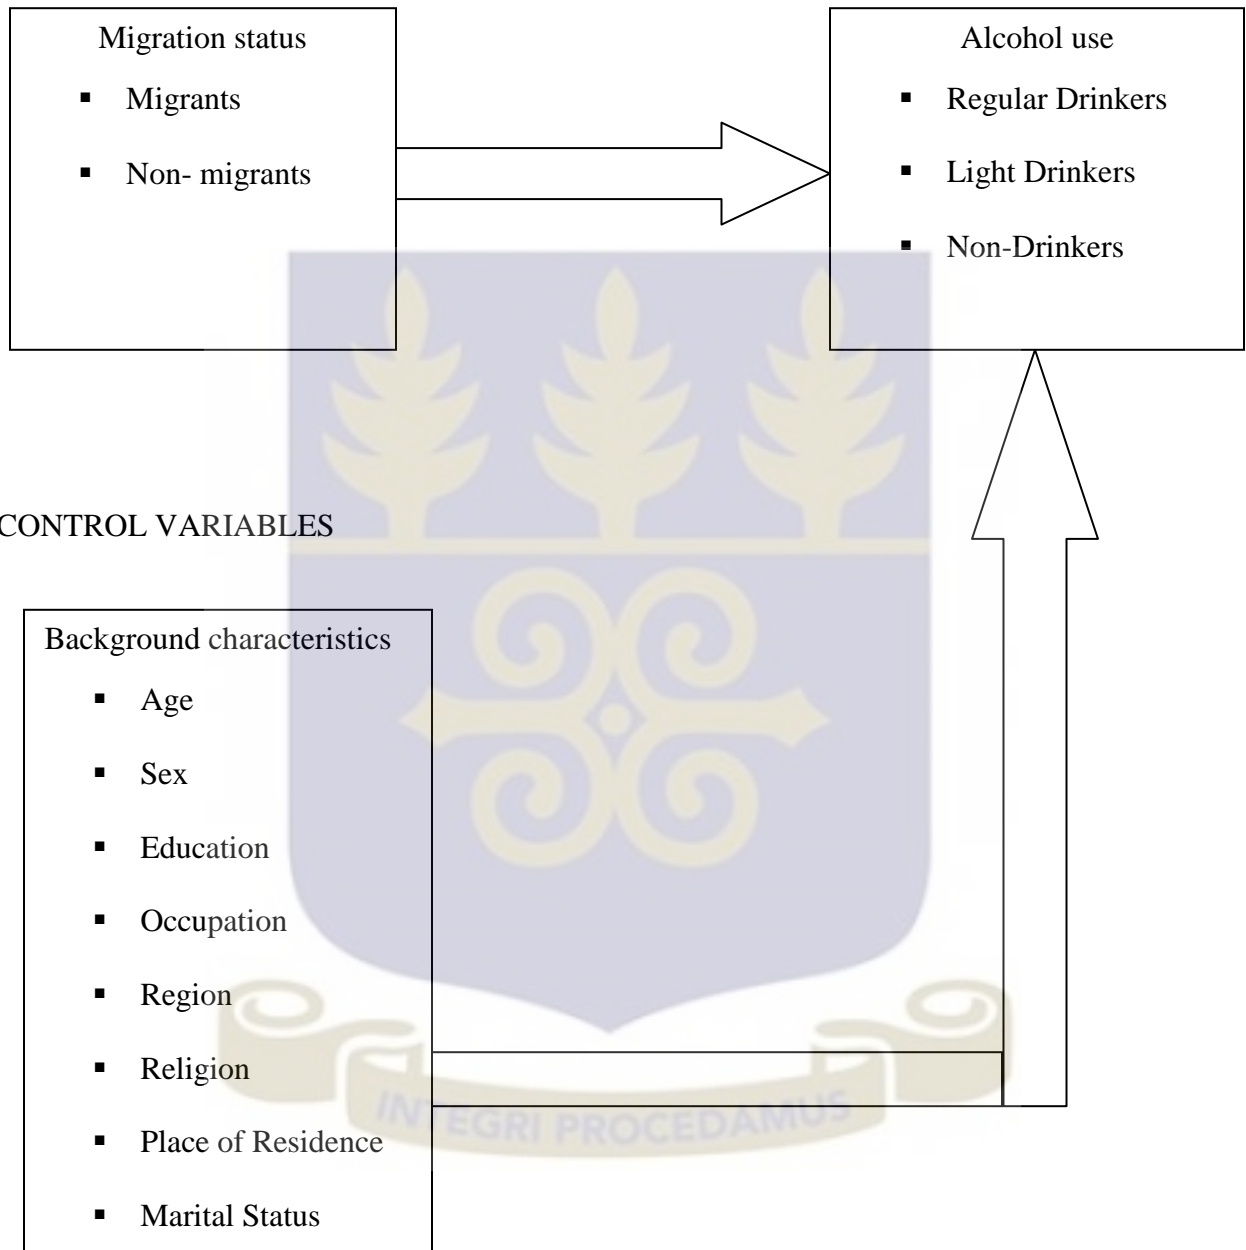 Migration status
▪ Migrants
▪ Non- migrants
Alcohol use
▪ Regular Drinkers
▪ Light Drinkers
▪ Non-Drinkers
CONTROL VARIABLES
Background characteristics
▪ Age
▪ Sex
▪ Education
▪ Occupation
▪ Region
▪ Religion
▪ Place of Residence
▪ Marital Status
INTEGRI PROCEDAMUS